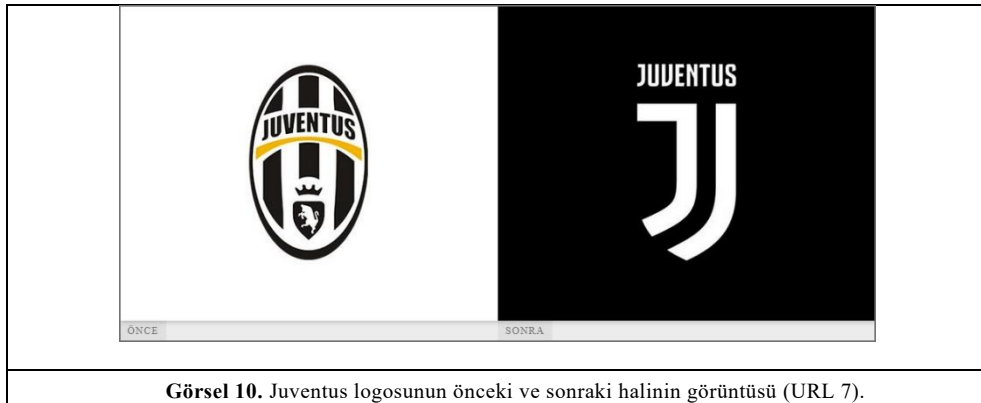 JUVENTUS
JUVENTUS
ÖNCE
SONRA
Görsel 10. Juventus logosunun önceki ve sonraki halinin görüntüsü (URL 7).